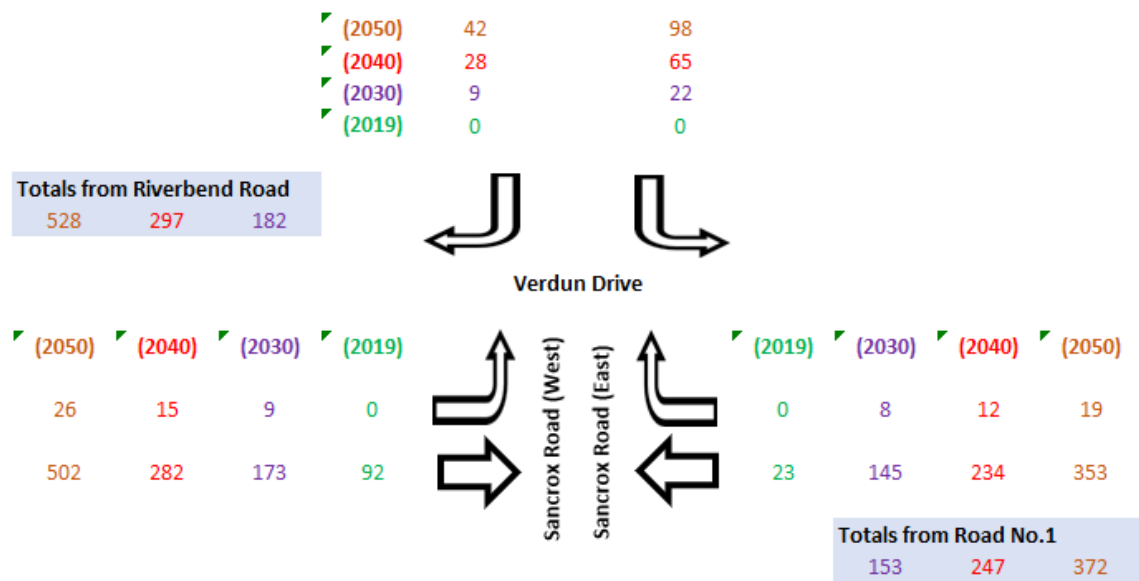 (2050) 42 98
(2040) 28 65
(2030) 9 22
(2019) 0 0
Totals from Riverbend Road
528 297 182
Verdun Drive
(2050) (2040) (2030) (2019)
26 15 9 0
502 282 173 92
Sancrox Road (West)
Sancrox Road (East)
(2019) (2030) (2040) (2050)
0 8 12 19
23 145 234 353
Totals from Road No.1
153 247 372